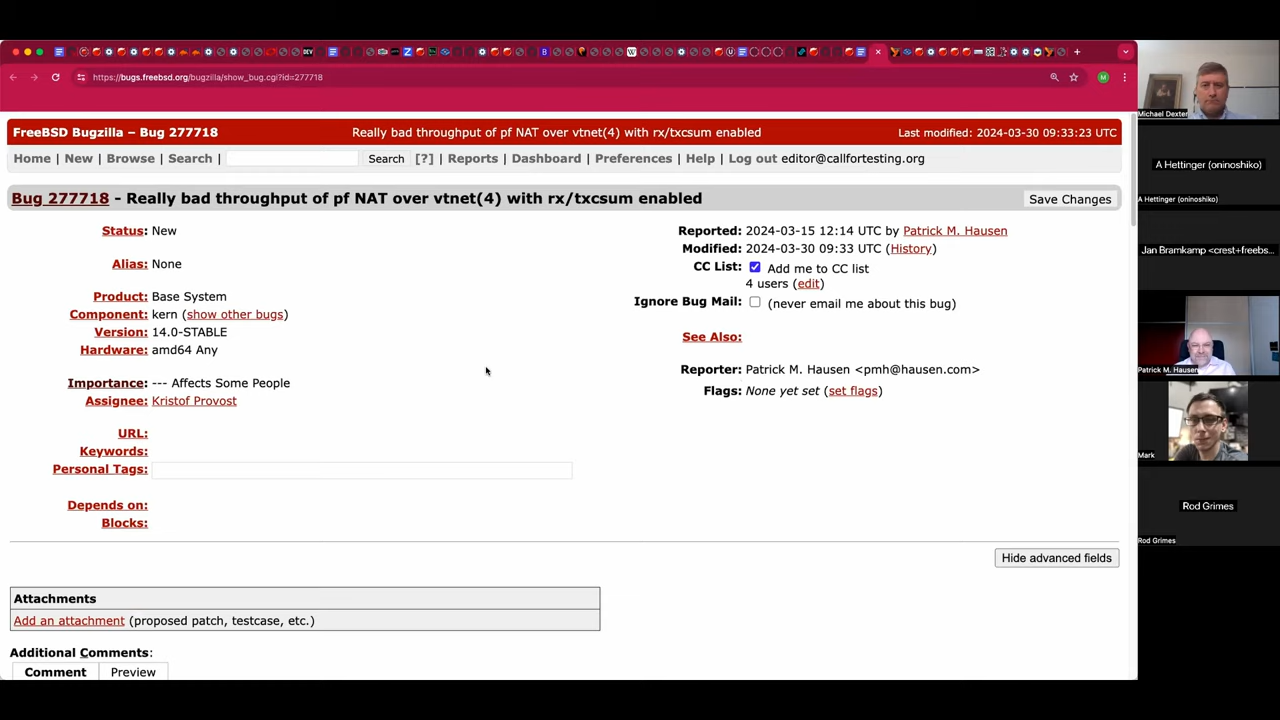 https://bugs.freebsd.org/bugzilla/show_bug.cgi?id=277718
FreeBSD Bugzilla – Bug 277718
Really bad throughput of pf NAT over vtnet(4) with rx/txcsum enabled
Last modified: 2024-03-30 09:33:23 UTC
Home | New | Browse | Search | Search [?] | Reports | Dashboard | Preferences | Help | Log out editor@callfortesting.org
Bug 277718 - Really bad throughput of pf NAT over vtnet(4) with rx/txcsum enabled
Save Changes
Status: New
Alias: None
Product: Base System
Component: kern (show other bugs)
Version: 14.0-STABLE
Hardware: amd64 Any
Importance: --- Affects Some People
Assignee: Kristof Provost
URL:
Keywords:
Personal Tags:
Depends on:
Blocks:
Reported: 2024-03-15 12:14 UTC by Patrick M. Hausen
Modified: 2024-03-30 09:33 UTC (History)
CC List: Add me to CC list
4 users (edit)
Ignore Bug Mail: (never email me about this bug)
See Also:
Reporter: Patrick M. Hausen <pmh@hausen.com>
Flags: None yet set (set flags)
Hide advanced fields
Attachments
Add an attachment (proposed patch, testcase, etc.)
Additional Comments:
Comment Preview
Michael Dexter
A Hettinger (oninoshiko)
A Hettinger (oninoshiko)
Jan Bramkamp <crest+freebs...
Patrick M. Hausen
Mark
Rod Grimes
Rod Grimes